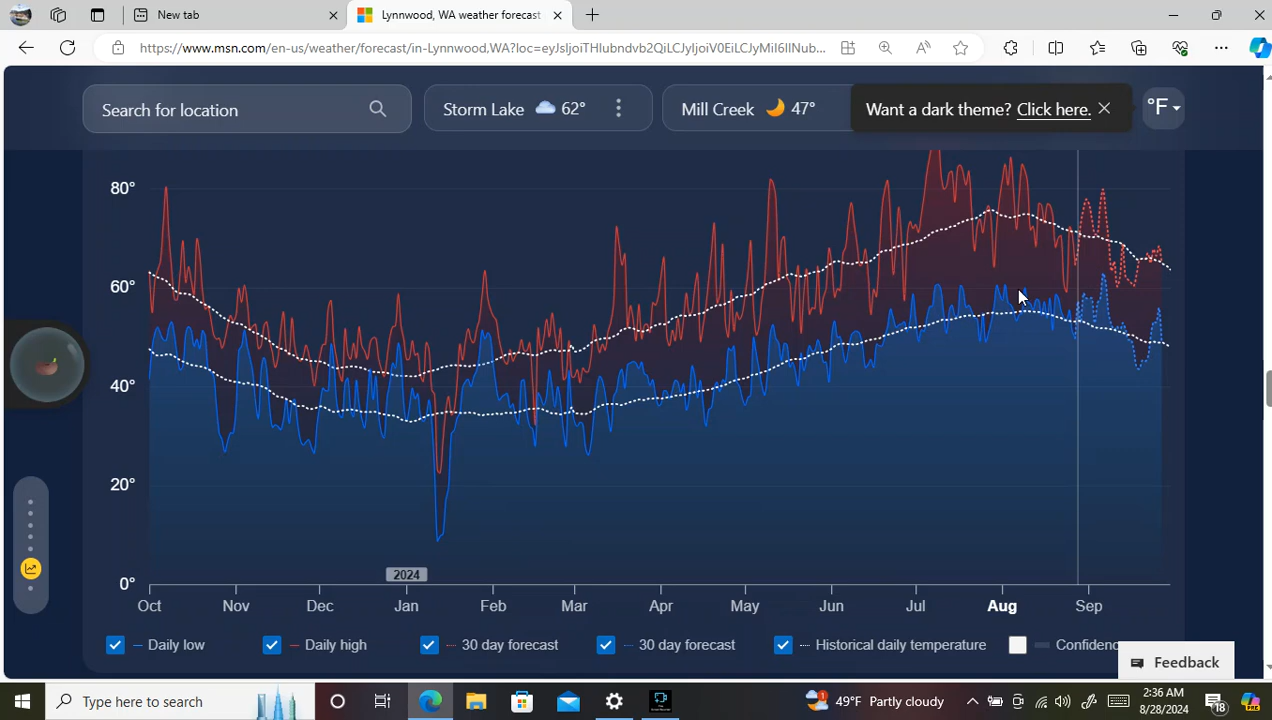 New tab
Lynnwood, WA weather forecast
https://www.msn.com/en-us/weather/forecast/in-Lynnwood,WA?loc=eyJsIjoiTHlubndvb2QiLCJyIjoiV0EiLCJyMiI6IlNub...
Search for location
Storm Lake 62°
Mill Creek 47°
Want a dark theme? Click here.
°F
80°
60°
40°
20°
0°
2024
Oct Nov Dec Jan Feb Mar Apr May Jun Jul Aug Sep
Daily low Daily high 30 day forecast 30 day forecast Historical daily temperature Confidenc
Feedback
Type here to search
1
49°F Partly cloudy
2:36 AM
8/28/2024
18
PRE